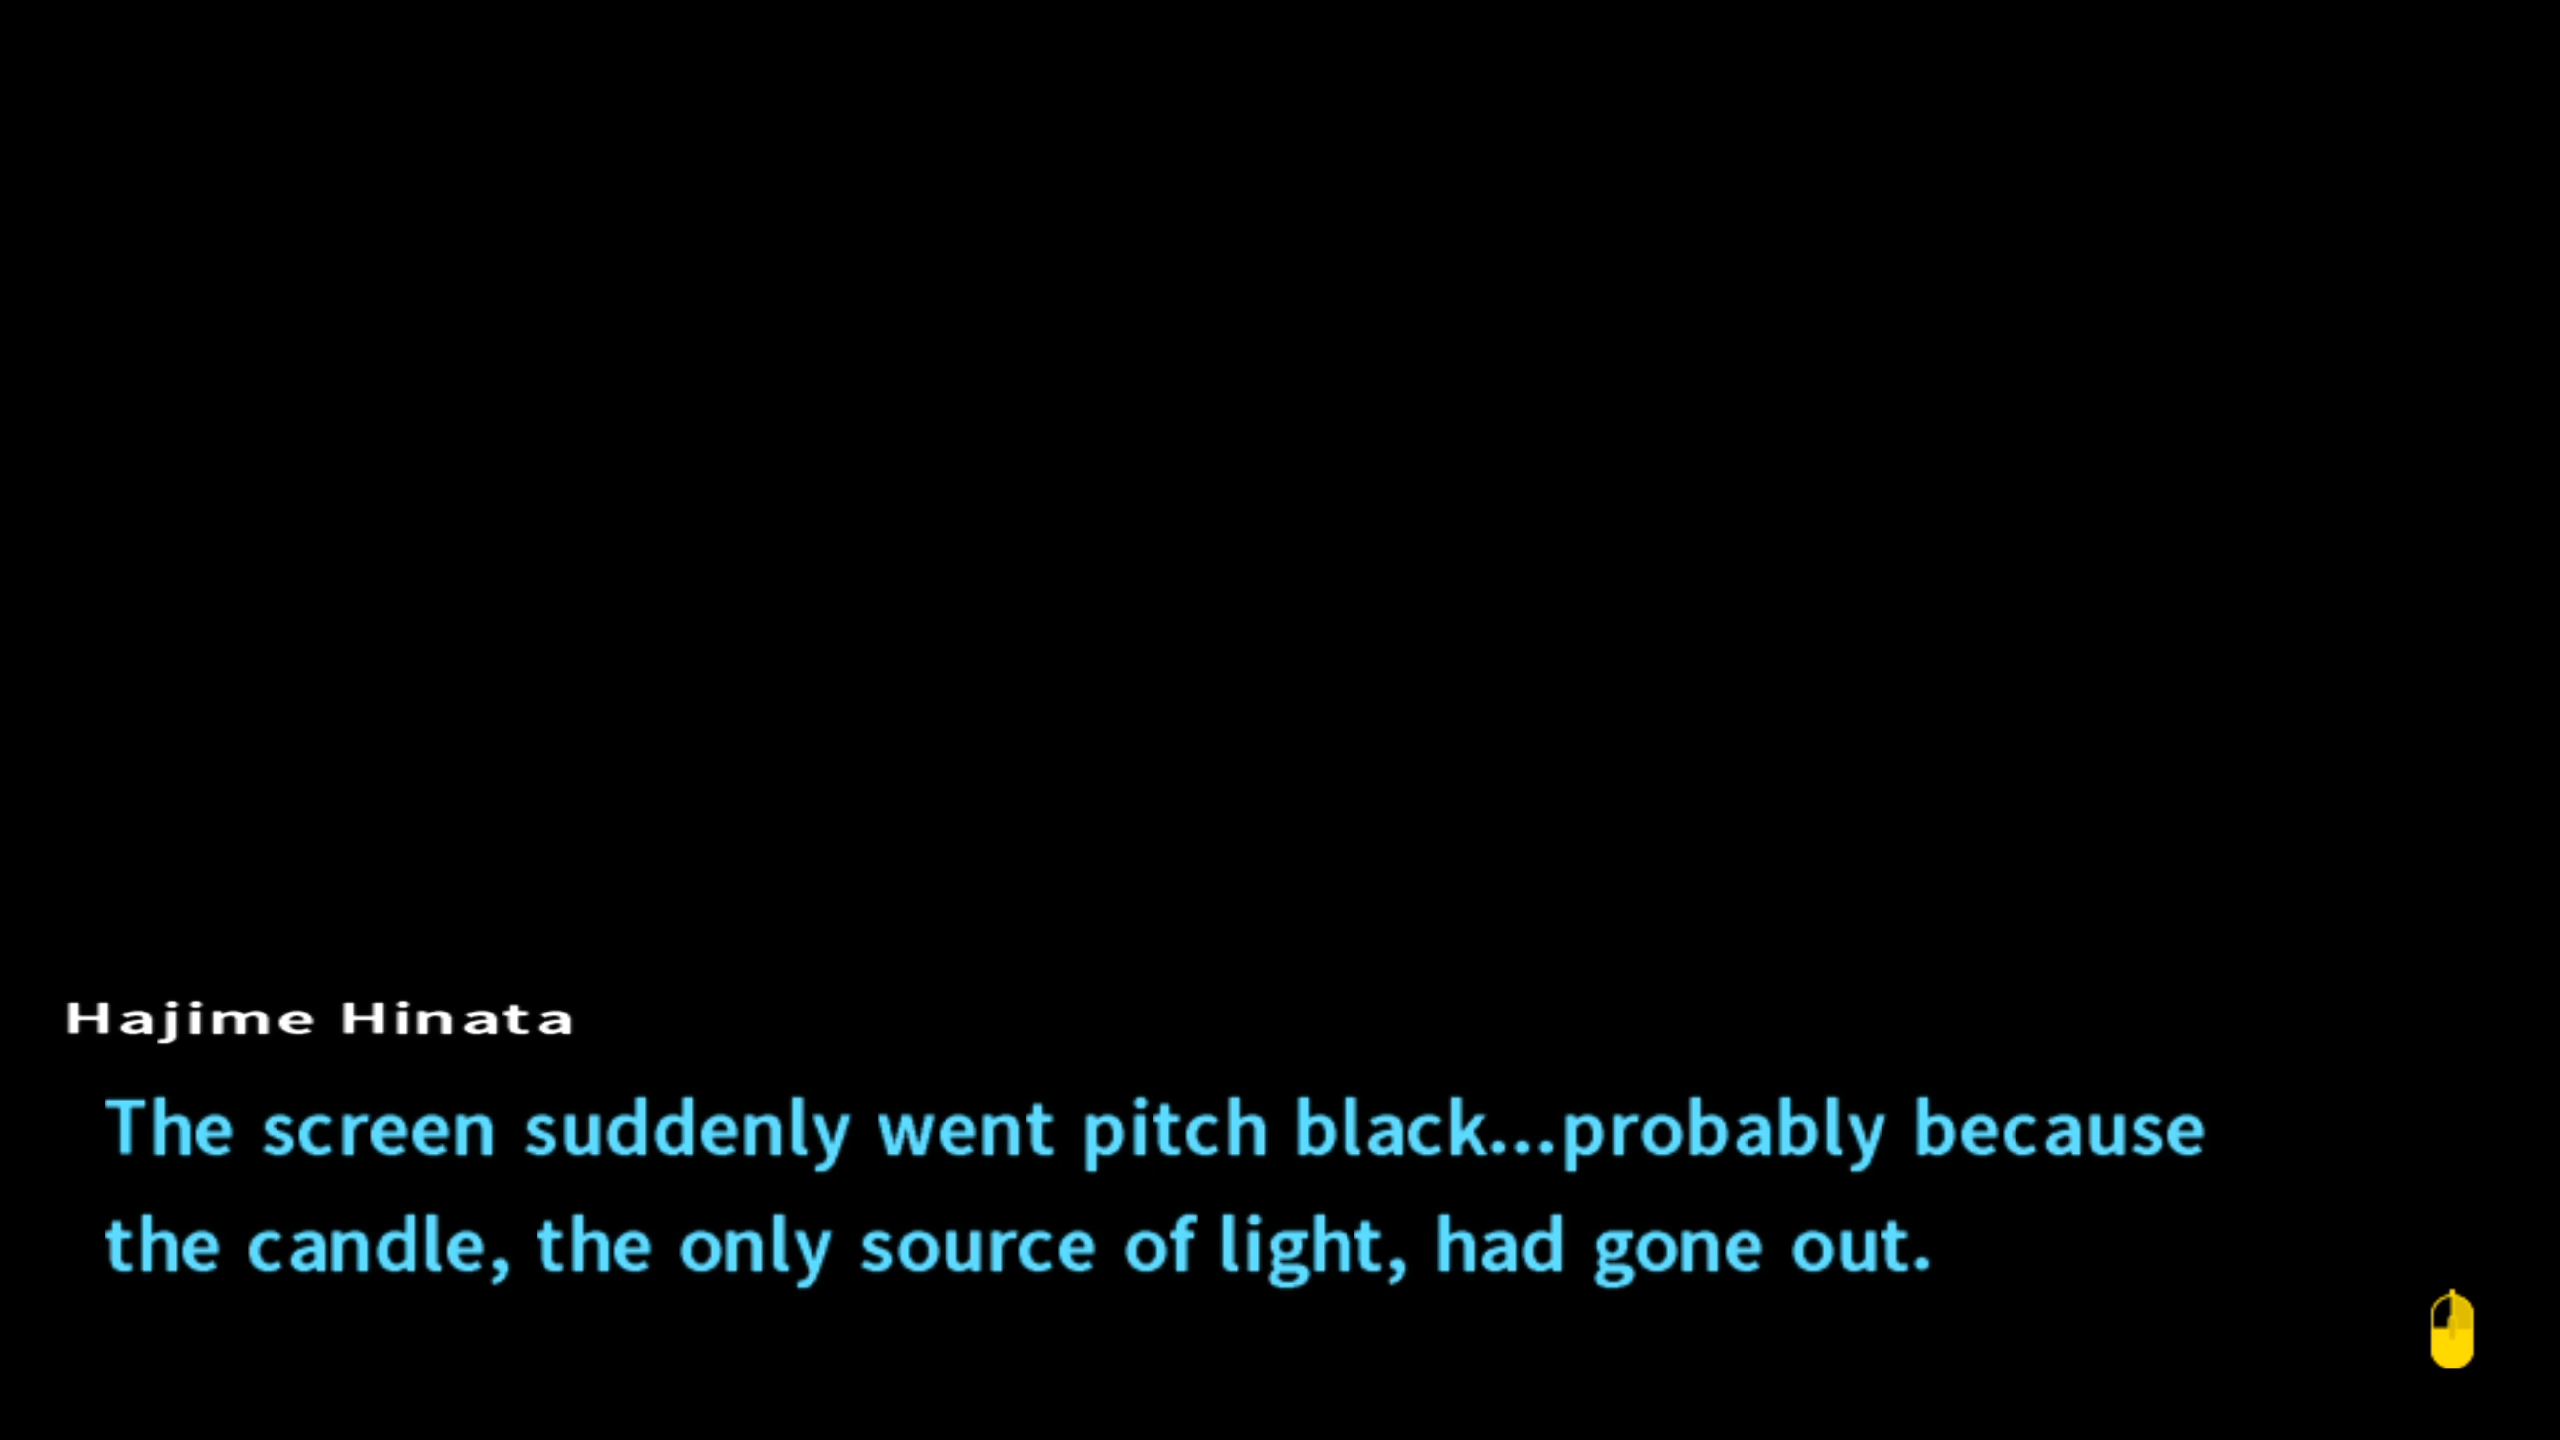 Hajime Hinata
The screen suddenly went pitch black...probably because
the candle, the only source of light, had gone out.